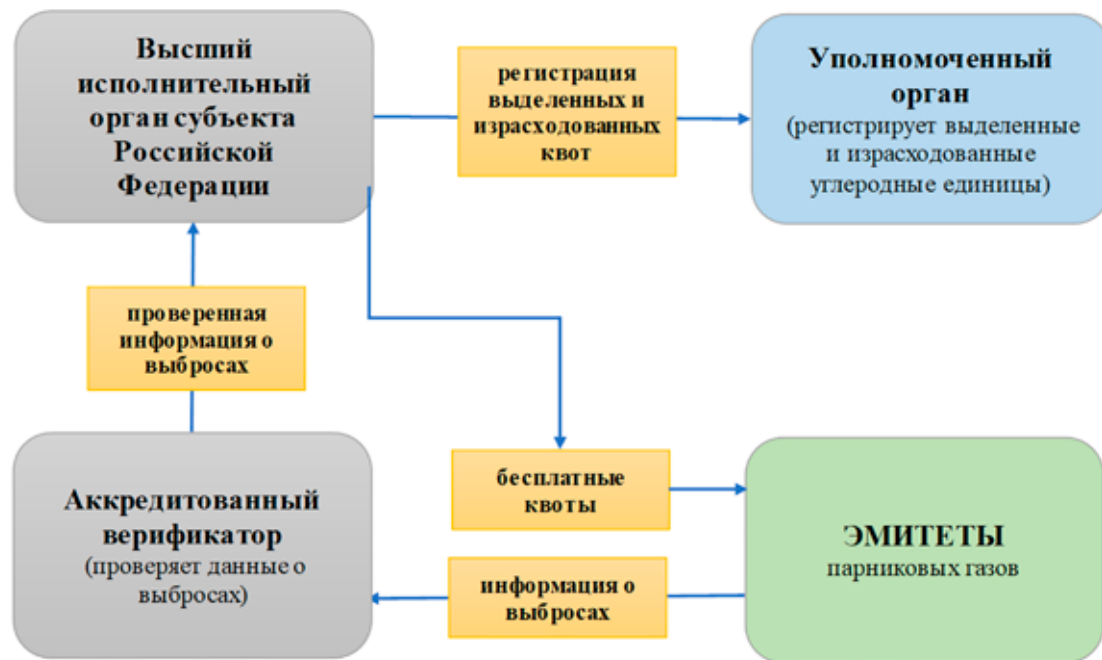 Высший
исполнительный
орган субъекта
Российской
Федерации
регистрация
выделенных и
израсходованных
квот
Уполномоченный
орган
(регистрирует выделенные
и израсходованные
углеродные единицы)
проверенная
информация о
выбросах
Аккредитованный
верификатор
(проверяет данные о
выбросах)
бесплатные
квоты
информация о
выбросах
ЭМИТЕТЫ
парниковых газов